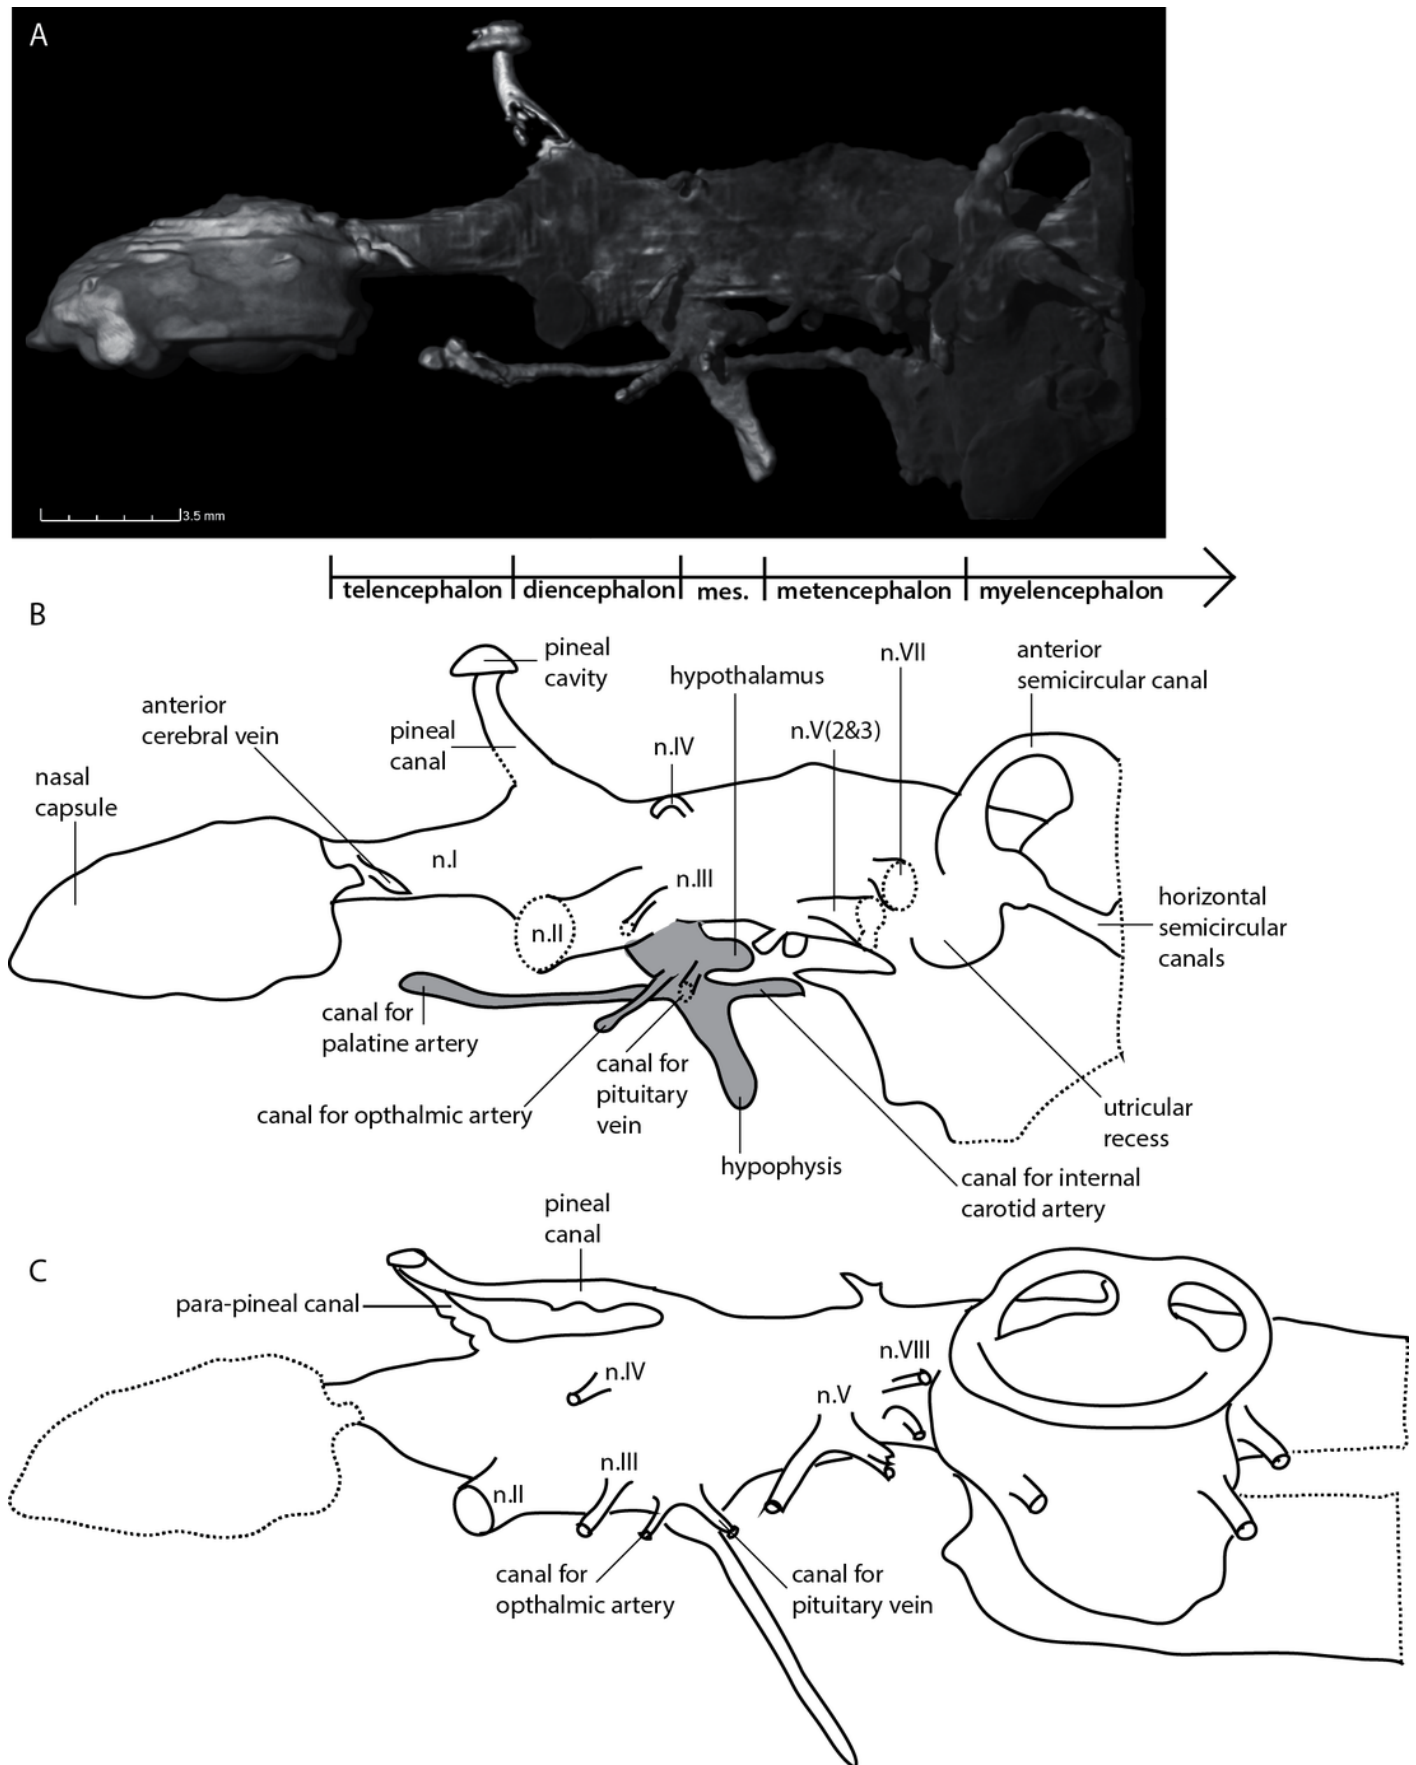 A
3.5 mm
telencephalon diencephalon mes. metencephalon myelencephalon
B
pineal
cavity
n.VII
anterior
semicircular canal
hypothalamus
anterior
cerebral vein
pineal
canal
n.IV
n.V(2&3)
nasal
capsule
n.I
n.III
n.II
horizontal
semicircular
canals
canal for
palatine artery
canal for
pituitary
vein
canal for opthalmic artery
utricular
recess
hypophysis
canal for internal
carotid artery
pineal
canal
C
para-pineal canal
n.VIII
n.IV
n.V
n.III
n.II
canal for
opthalmic artery
canal for
pituitary vein